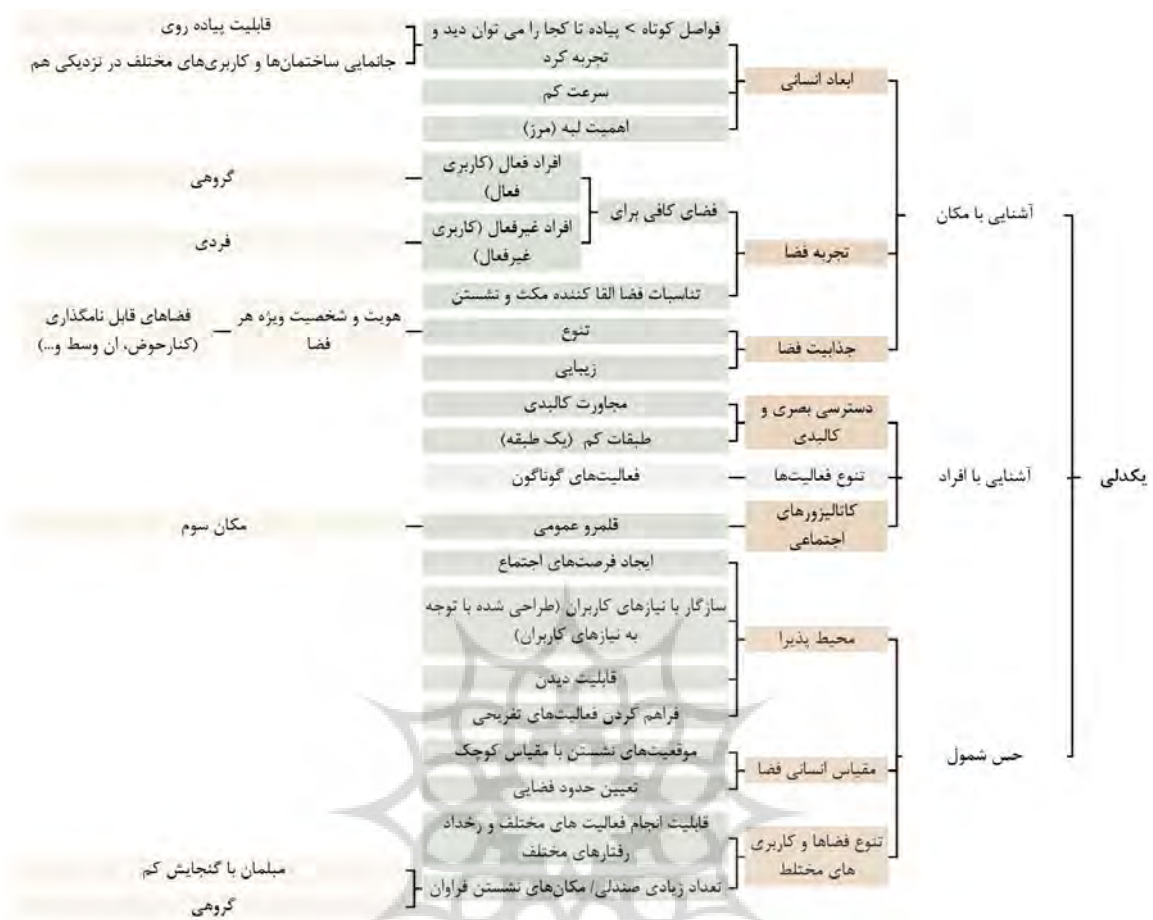 یکدلی
آشنایی با مکان
ابعاد انسانی
فواصل کوتاه > پیاده تا کجا را می توان دید و
تجربه کرد
قابلیت پیاده روی
جانمایی ساختمان‌ها و کاربری‌های مختلف در نزدیکی هم
سرعت کم
اهمیت لبه (مرز)
تجربه فضا
فضای کافی برای
افراد فعال (کاربری
فعال)
گروهی
افراد غیرفعال (کاربری
غیرفعال)
فردی
تناسبات فضا القا کننده مکث و نشستن
جذابیت فضا
تنوع
هویت و شخصیت ویژه هر
فضا
فضاهای قابل نامگذاری
(کنارحوض، ان وسط و...)
زیبایی
آشنایی با افراد
دسترسی بصری و
کالبدی
مجاورت کالبدی
طبقات کم (یک طبقه)
تنوع فعالیت‌ها
فعالیت‌های گوناگون
کاتالیزورهای
اجتماعی
قلمرو عمومی
مکان سوم
حس شمول
محیط پذیرا
ایجاد فرصت‌های اجتماع
سازگار با نیازهای کاربران (طراحی شده با توجه
به نیازهای کاربران)
قابلیت دیدن
فراهم کردن فعالیت‌های تفریحی
مقیاس انسانی فضا
موقعیت‌های نشستن با مقیاس کوچک
تعیین حدود فضایی
تنوع فضاها و کاربری
های مختلط
قابلیت انجام فعالیت های مختلف و رخداد
رفتارهای مختلف
تعداد زیادی صندلی/ مکان‌های نشستن فراوان
مبلمان با گنجایش کم
گروهی